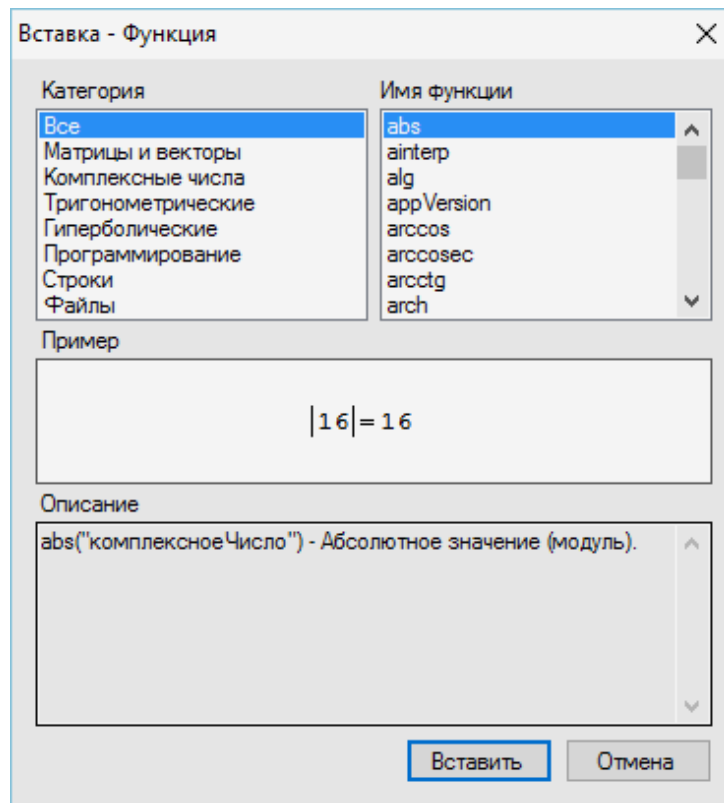 Вставка - Функция
Категория
Имя функции
Все
Матрицы и векторы
Комплексные числа
Тригонометрические
Гиперболические
Программирование
Строки
Файлы
abs
ainterp
alg
appVersion
arccos
arccosec
arcctg
arch
Пример
|16|=16
Описание
abs("комплексноеЧисло") - Абсолютное значение (модуль).
Вставить
Отмена